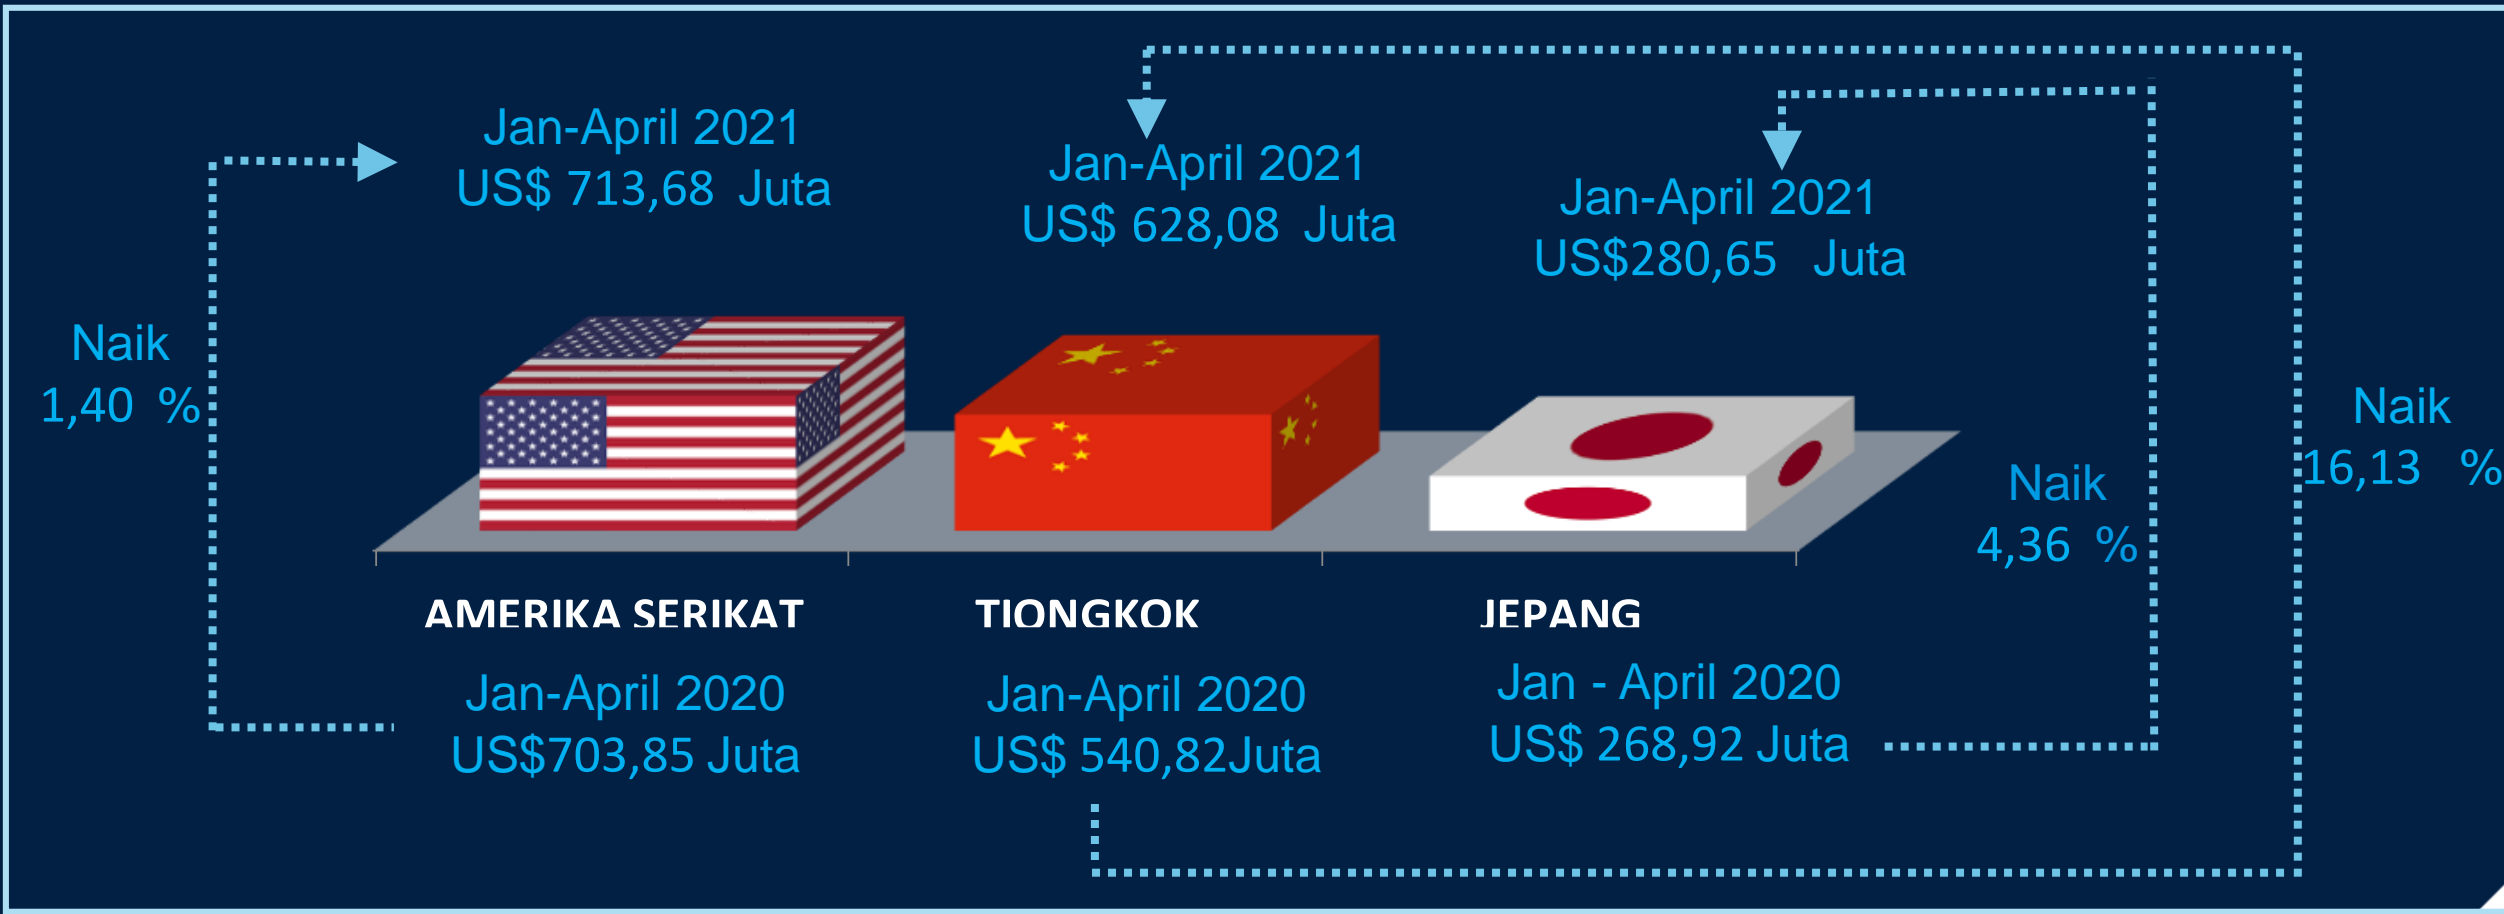 Jan-April 2021
US$ 713,68 Juta
Jan-April 2021
US$ 628,08 Juta
Jan-April 2021
US$280,65 Juta
Naik
1,40 %
Naik
16,13 %
Naik
4,36 %
AMERIKA SERIKAT
TIONGKOK
JEPANG
Jan-April 2020
US$703,85 Juta
Jan-April 2020
US$ 540,82Juta
Jan - April 2020
US$ 268,92 Juta